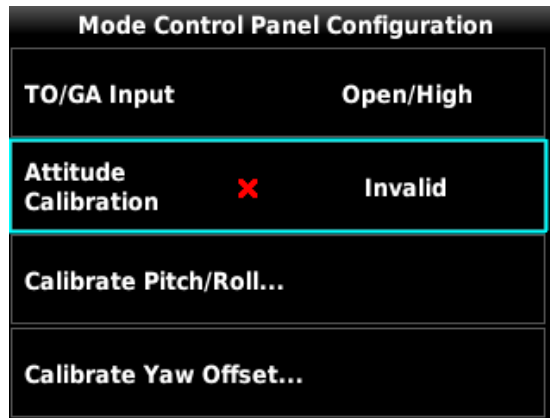 Mode Control Panel Configuration
TO/GA Input Open/High
Attitude
Calibration Invalid
Calibrate Pitch/Roll...
Calibrate Yaw Offset...